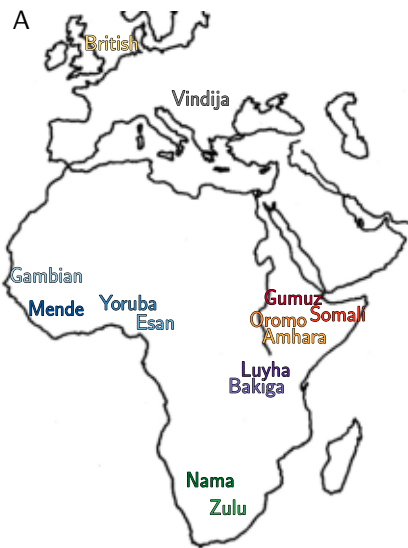 A
British
Vindija
Gambian
Mende
Yoruba
Esan
Gumuz
Oromo
Somali
Amhara
Luyha
Bakiga
Nama
Zulu